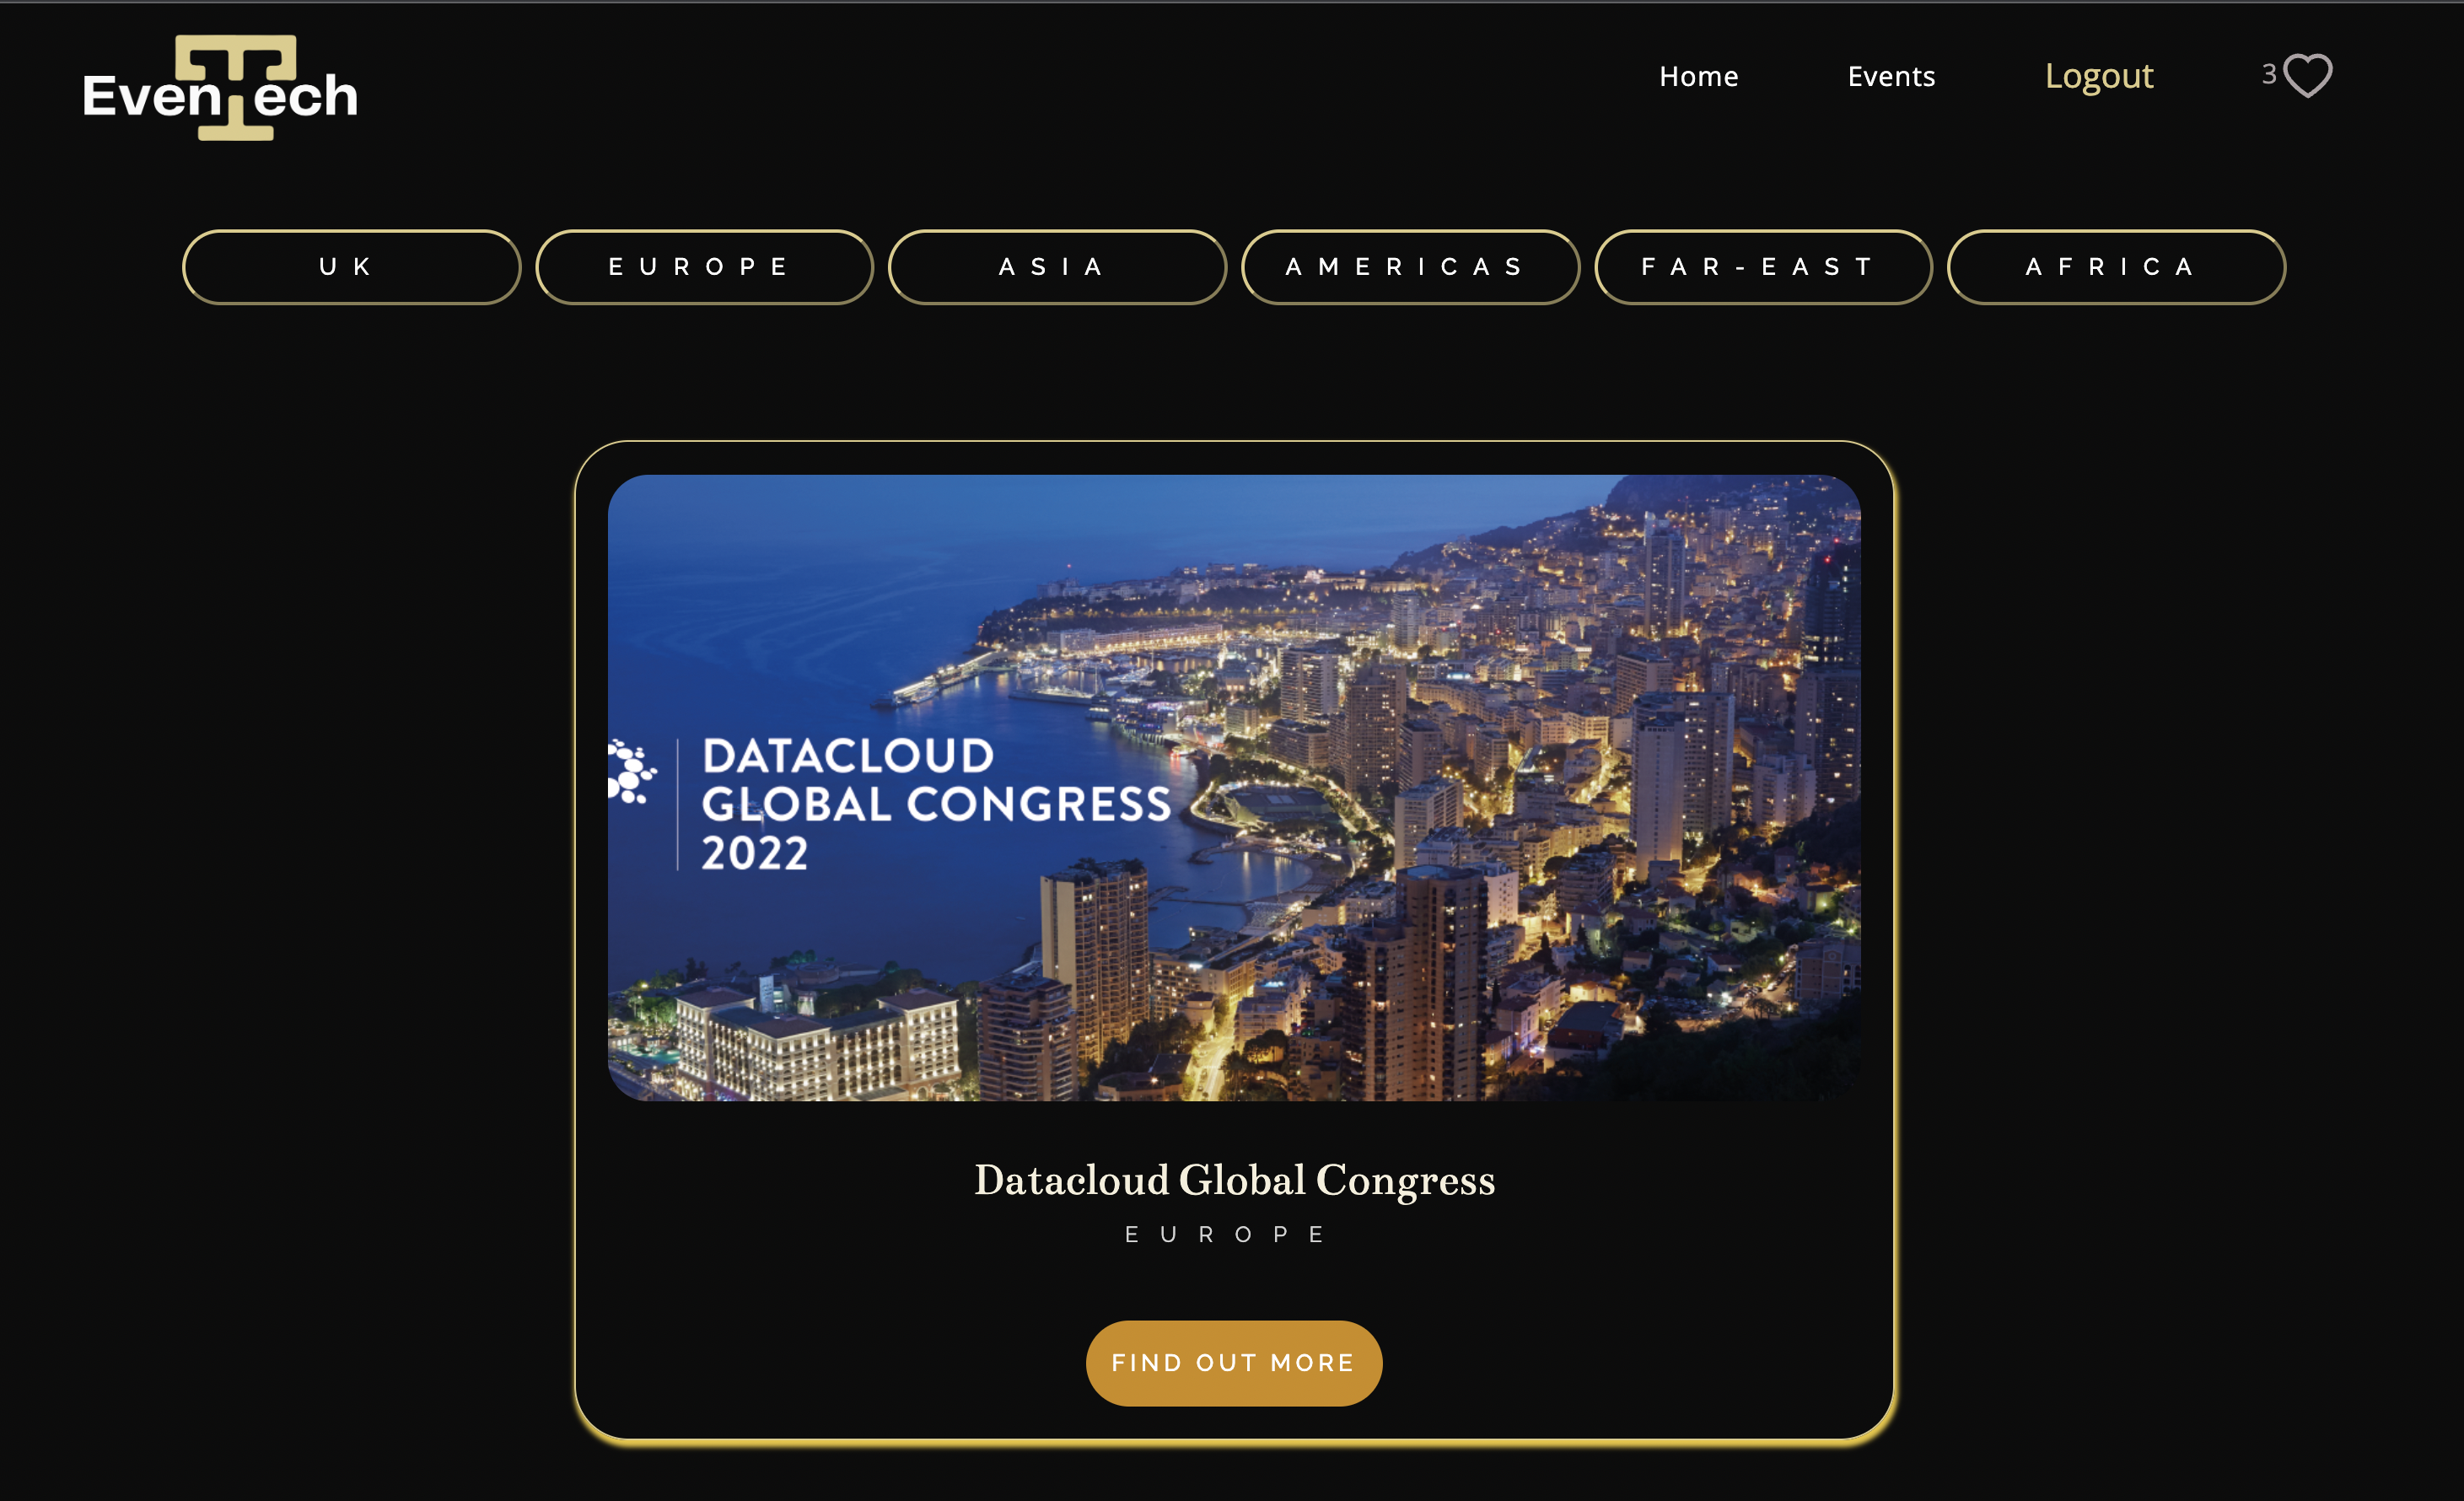 EvenTech
Home Events Logout 3
UK EUROPE ASIA AMERICAS FAR-EAST AFRICA
DATACLOUD
GLOBAL CONGRESS
2022
Datacloud Global Congress
EUROPE
FIND OUT MORE